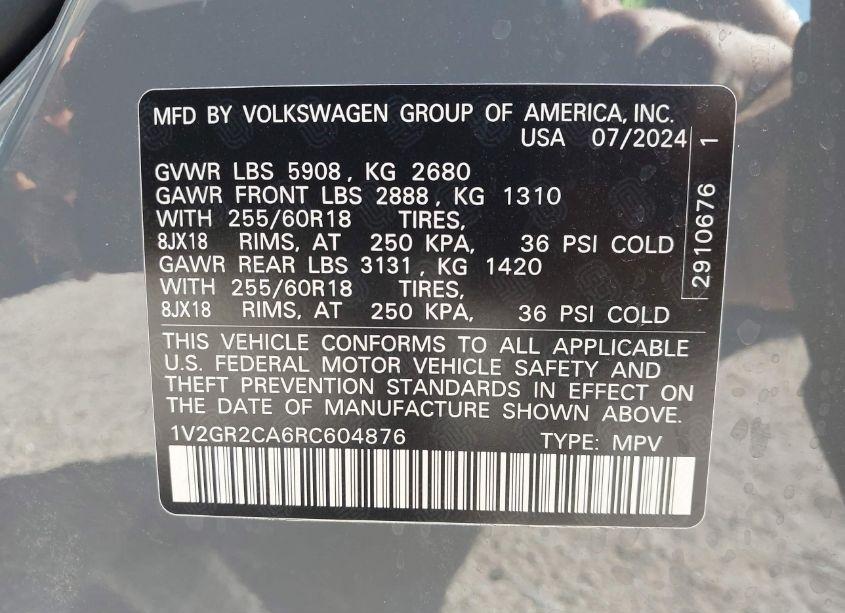 MFD BY VOLKSWAGEN GROUP OF AMERICA, INC.
USA 07/2024
GVWR LBS 5908, KG 2680
GAWR FRONT LBS 2888, KG 1310
WITH 255/60R18 TIRES,
8JX18 RIMS, AT 250 KPA, 36 PSI COLD
GAWR REAR LBS 3131, KG 1420
WITH 255/60R18 TIRES,
8JX18 RIMS, AT 250 KPA, 36 PSI COLD
2910676 1
THIS VEHICLE CONFORMS TO ALL APPLICABLE
U.S. FEDERAL MOTOR VEHICLE SAFETY AND
THEFT PREVENTION STANDARDS IN EFFECT ON
THE DATE OF MANUFACTURE SHOWN ABOVE.
1V2GR2CA6RC604876 TYPE: MPV